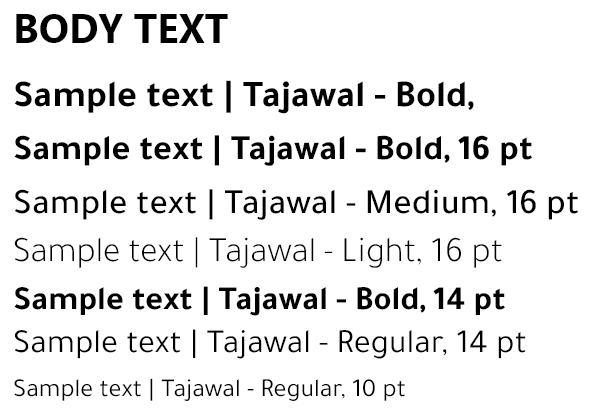 BODY TEXT
Sample text | Tajawal - Bold,
Sample text | Tajawal - Bold, 16 pt
Sample text | Tajawal - Medium, 16 pt
Sample text | Tajawal - Light, 16 pt
Sample text | Tajawal - Bold, 14 pt
Sample text | Tajawal - Regular, 14 pt
Sample text | Tajawal - Regular, 10 pt